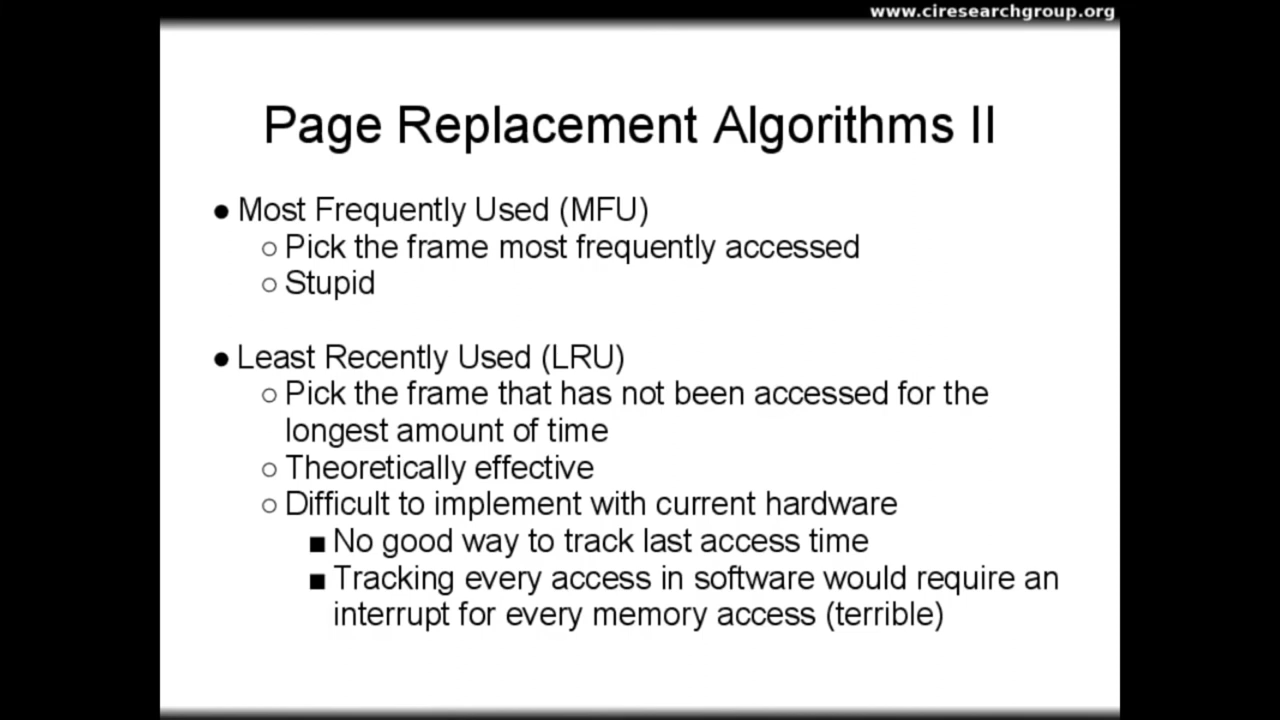 www.ciresearchgroup.org
Page Replacement Algorithms II
● Most Frequently Used (MFU)
○ Pick the frame most frequently accessed
○ Stupid
● Least Recently Used (LRU)
○ Pick the frame that has not been accessed for the
longest amount of time
○ Theoretically effective
○ Difficult to implement with current hardware
■ No good way to track last access time
■ Tracking every access in software would require an
interrupt for every memory access (terrible)